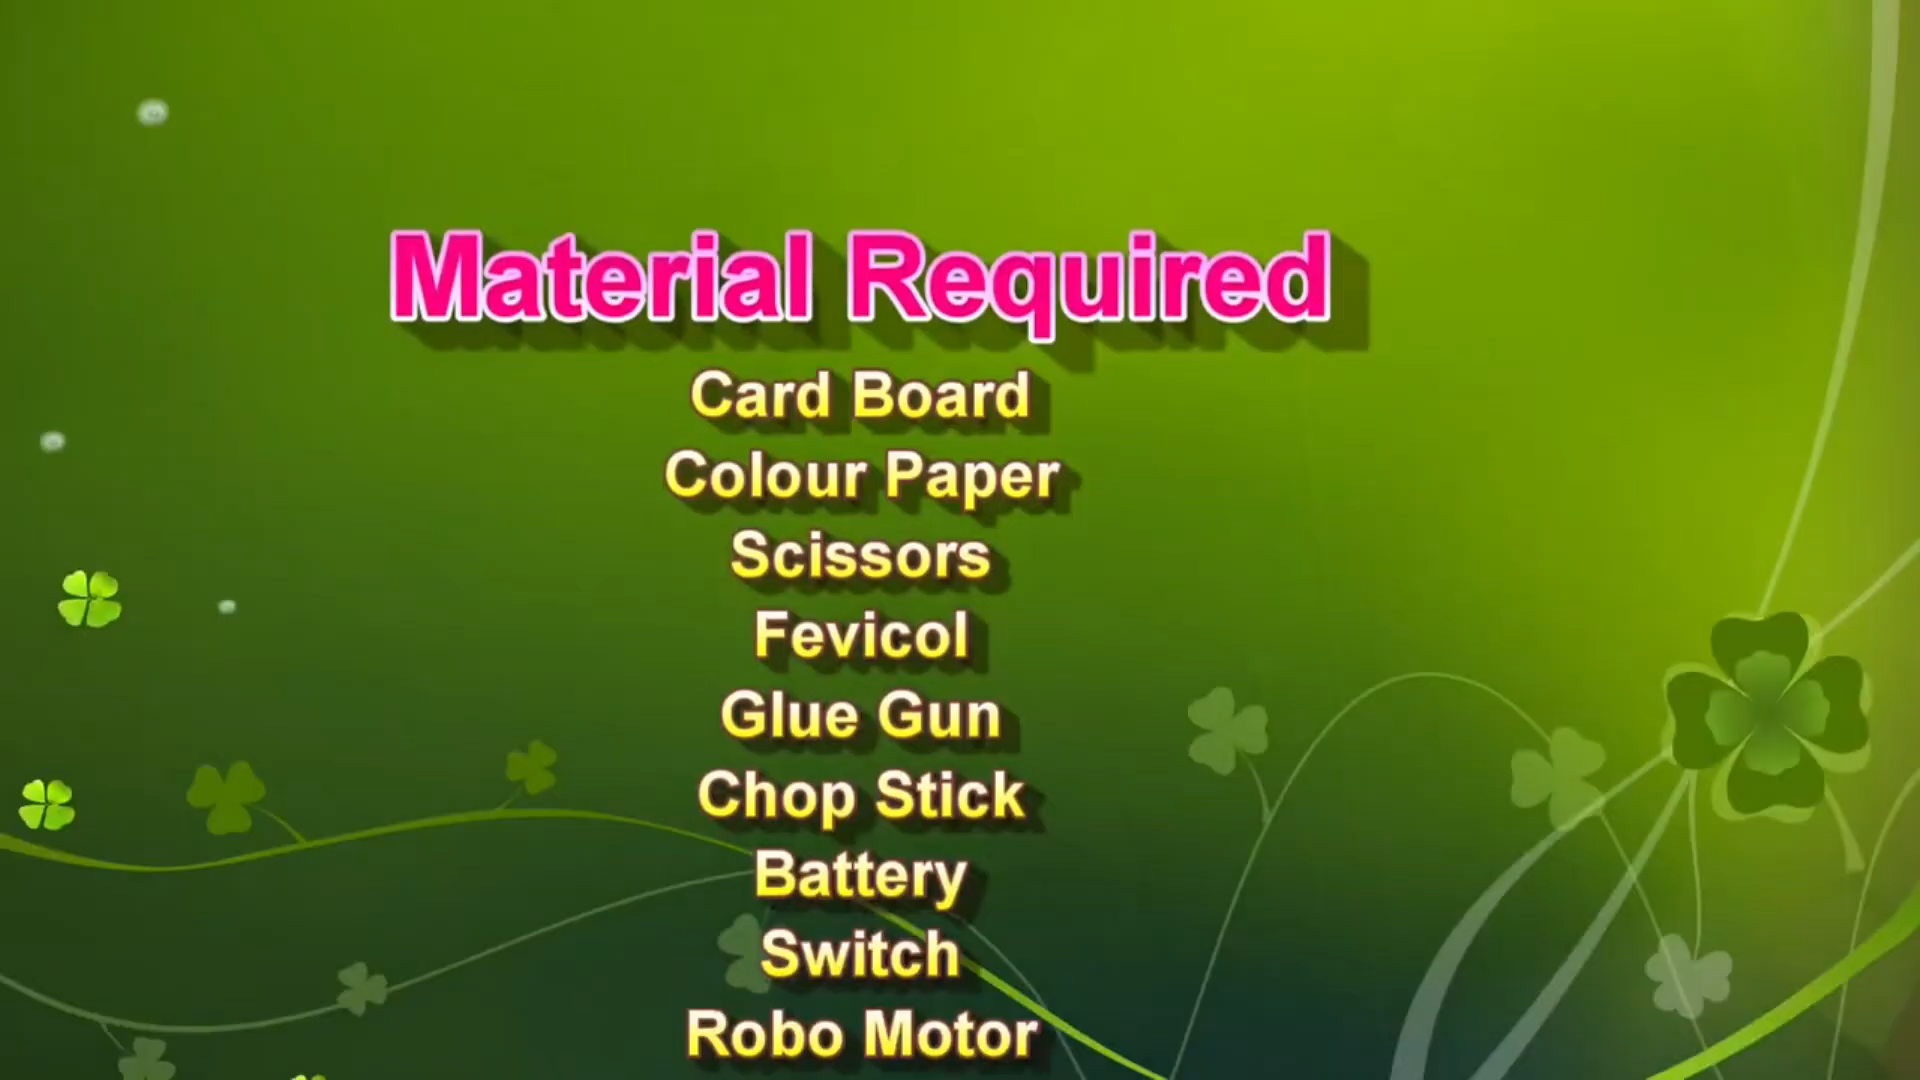 Material Required
Card Board
Colour Paper
Scissors
Fevicol
Glue Gun
Chop Stick
Battery
Switch
Robo Motor